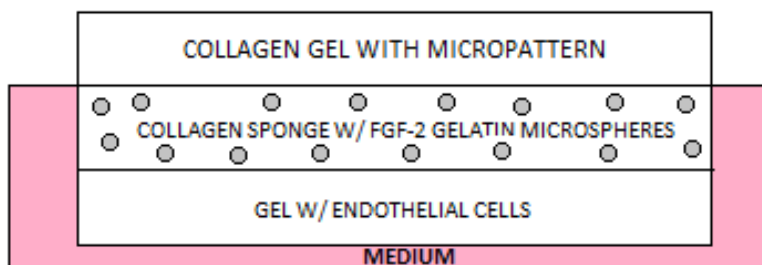 COLLAGEN GEL WITH MICROPATTERN
COLLAGEN SPONGE W/ FGF-2 GELATIN MICROSPHERES
GEL W/ ENDOTHELIAL CELLS
MEDIUM